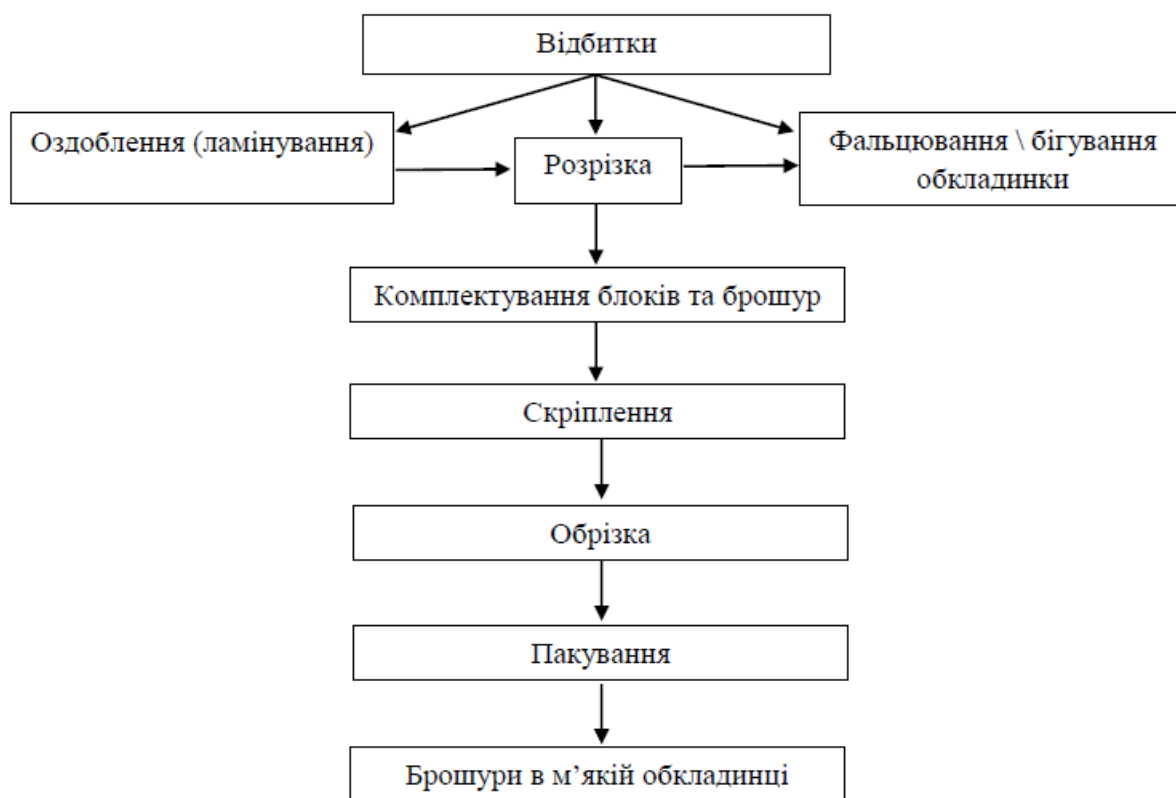 Відбитки
Оздоблення (ламінування)
Розрізка
Фальцювання \ бігування
обкладинки
Комплектування блоків та брошур
Скріплення
Обрізка
Пакування
Брошури в м’якій обкладинці